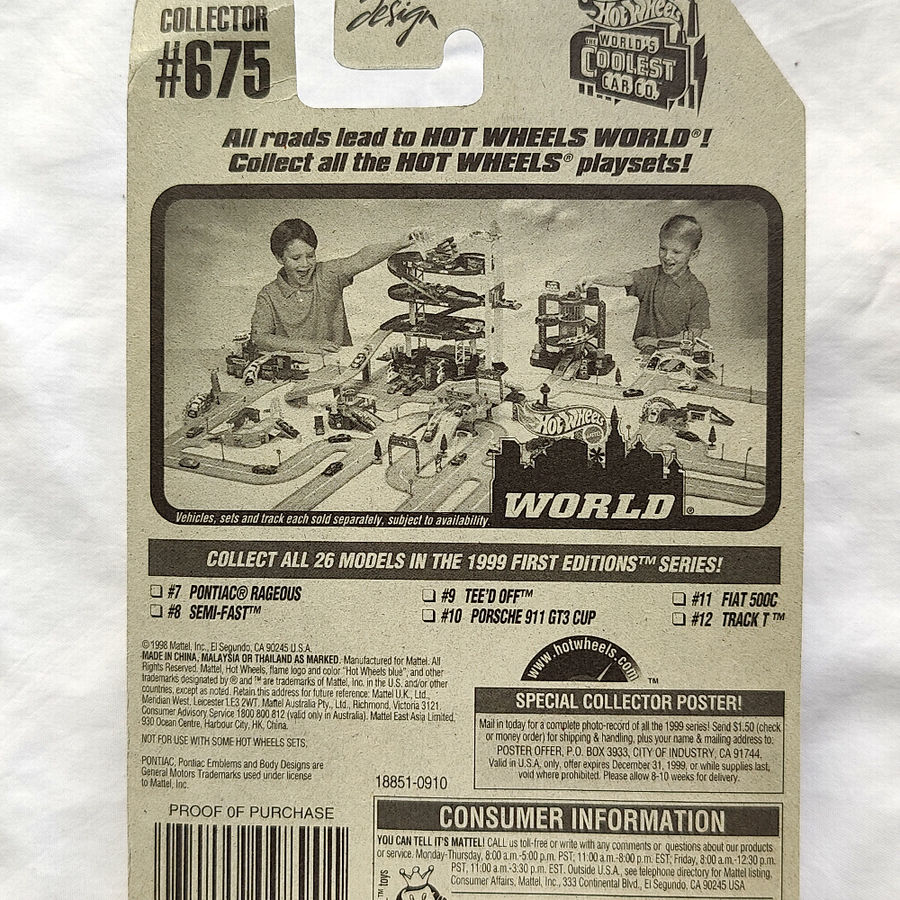 COLLECTOR
#675
design
HOT WHEELS
THE WORLD'S
COOLEST
CAR CO.
All roads lead to HOT WHEELS WORLD®!
Collect all the HOT WHEELS® playsets!
HOT WHEELS
WORLD®
Vehicles, sets and track each sold separately, subject to availability.
COLLECT ALL 26 MODELS IN THE 1999 FIRST EDITIONS™ SERIES!
#7 PONTIAC® RAGEOUS
#8 SEMI-FAST™
#9 TEE'D OFF™
#10 PORSCHE 911 GT3 CUP
#11 FIAT 500C
#12 TRACK T™
©1998 Mattel, Inc., El Segundo, CA 90245 U.S.A.
MADE IN CHINA, MALAYSIA OR THAILAND AS MARKED. Manufactured for Mattel. All
Rights Reserved. Mattel, Hot Wheels, flame logo and color "Hot Wheels blue", and other
trademarks designated by ® and ™ are trademarks of Mattel, Inc. in the U.S. and/or other
countries, except as noted. Retain this address for future reference: Mattel U.K., Ltd.,
Meridian West, Leicester LE3 2WT. Mattel Australia Pty., Ltd., Richmond, Victoria 3121.
Consumer Advisory Service 1800 800 812 (valid only in Australia). Mattel East Asia Limited,
930 Ocean Centre, Harbour City, HK, China.
NOT FOR USE WITH SOME HOT WHEELS SETS.
PONTIAC, Pontiac Emblems and Body Designs are
General Motors Trademarks used under license
to Mattel, Inc.
18851-0910
www.hotwheels.com™
SPECIAL COLLECTOR POSTER!
Mail in today for a complete photo-record of all the 1999 series! Send $1.50 (check
or money order) for shipping & handling, plus your name & mailing address to:
POSTER OFFER, P.O. BOX 3933, CITY OF INDUSTRY, CA 91744.
Valid in U.S.A, only, offer expires December 31, 1999, or while supplies last,
void where prohibited. Please allow 8-10 weeks for delivery.
PROOF OF PURCHASE
CONSUMER INFORMATION
YOU CAN TELL IT'S MATTEL! CALL us toll-free or write with any comments or questions about our products
or service. Monday-Thursday, 8:00 a.m.-5:00 p.m. PST, 11:00 a.m.-8:00 p.m. EST; Friday, 8:00 a.m.-12:30 p.m.
PST, 11:00 a.m.-3:30 p.m. EST. Outside U.S.A., see telephone directory for Mattel listing.
Consumer Affairs, Mattel, Inc., 333 Continental Blvd., El Segundo, CA 90245 USA
™ toys